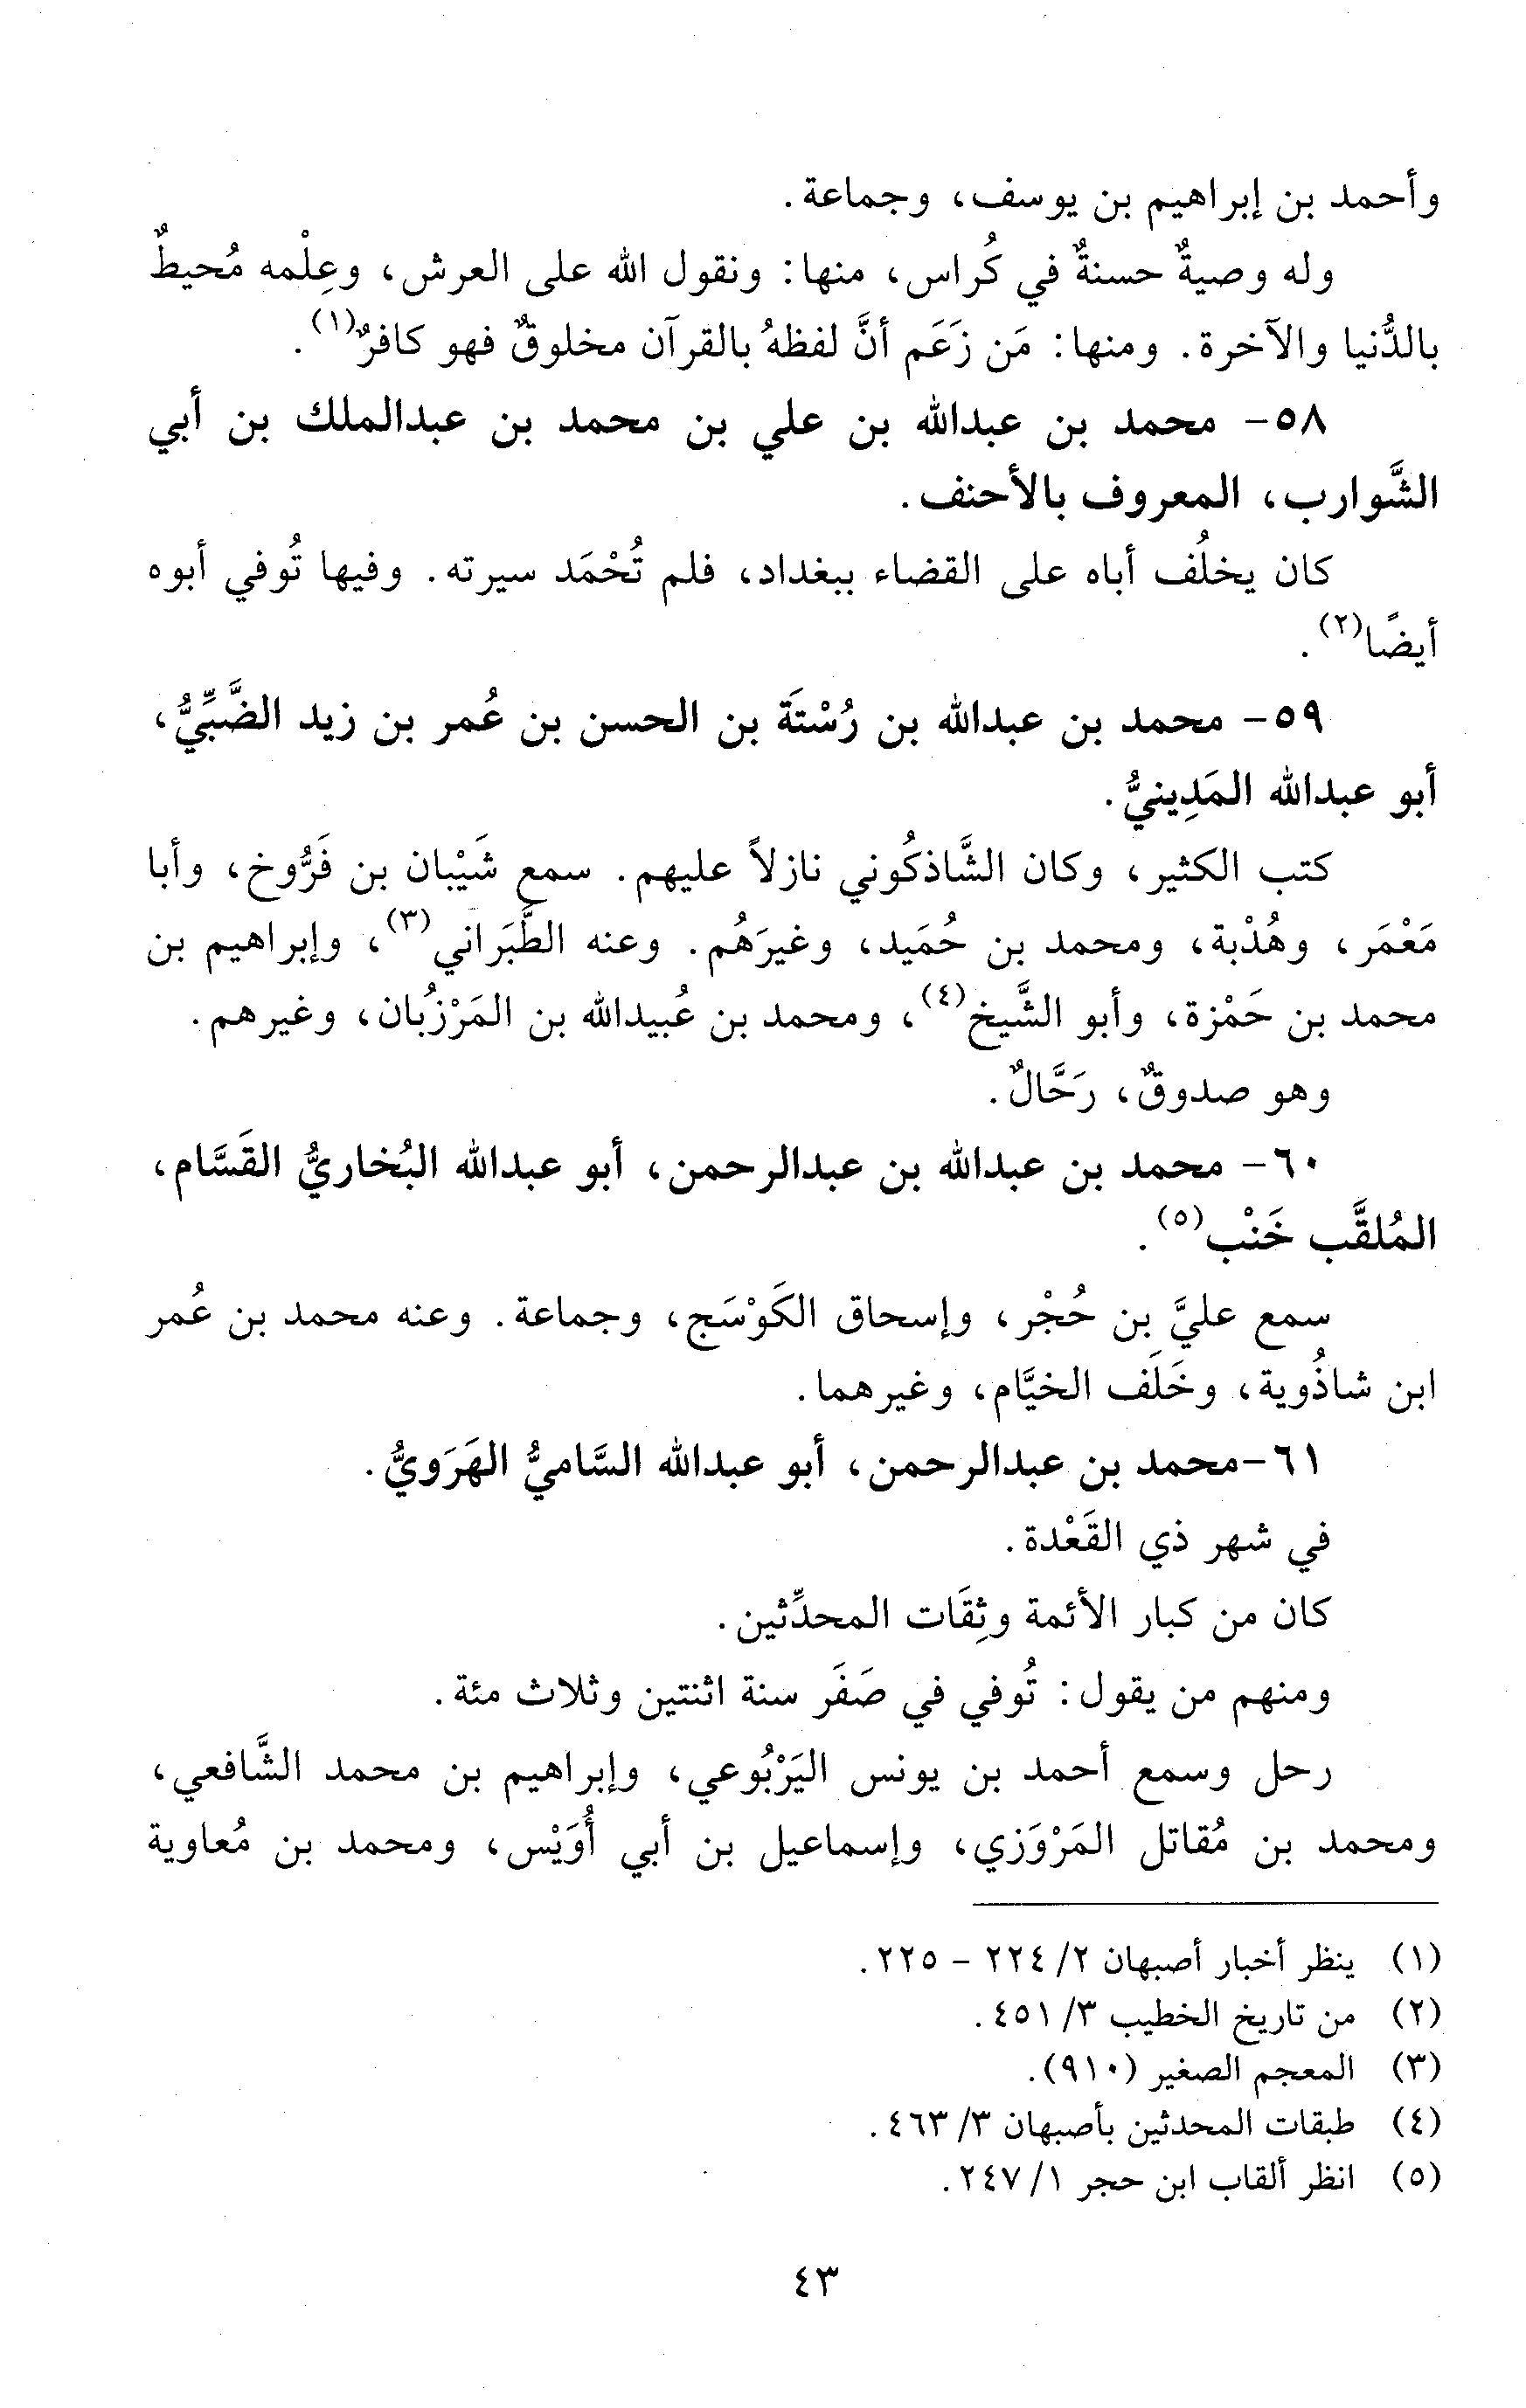 وأحمد بن إبراهيم بن يوسف، وجماعة.
وله وصيةٌ حسنةٌ في كُراس، منها: ونقول الله على العرش، وعِلْمه مُحيطٌ
بالدُّنيا والآخرة. ومنها: مَن زَعَم أنَّ لفظهُ بالقرآن مخلوقٌ فهو كافرٌ(١).
٥٨- محمد بن عبدالله بن علي بن محمد بن عبدالملك بن أبي
الشَّوارب، المعروف بالأحنف.
كان يخلُف أباه على القضاء ببغداد، فلم تُحْمَد سيرته. وفيها تُوفي أبوه
أيضًا(٢).
٥٩- محمد بن عبدالله بن رُسْتَة بن الحسن بن عُمر بن زيد الضَّبِّيُّ،
أبو عبدالله المَدِينيُّ.
كتب الكثير، وكان الشَّاذكُوني نازلاً عليهم. سمع شَيْبان بن فَرُّوخ، وأبا
مَعْمَر، وهُدْبة، ومحمد بن حُمَيد، وغيرَهُم. وعنه الطَّبَراني(٣)، وإبراهيم بن
محمد بن حَمْزة، وأبو الشَّيخ(٤)، ومحمد بن عُبيدالله بن المَرْزُبان، وغيرهم.
وهو صدوقٌ، رَحَّالٌ.
٦٠- محمد بن عبدالله بن عبدالرحمن، أبو عبدالله البُخاريُّ القَسَّام،
المُلقَّب خَنْب(٥).
سمع عليَّ بن حُجْر، وإسحاق الكَوْسَج، وجماعة. وعنه محمد بن عُمر
ابن شاذُوية، وخَلَف الخيَّام، وغيرهما.
٦١-محمد بن عبدالرحمن، أبو عبدالله السَّاميُّ الهَرَويُّ.
في شهر ذي القَعْدة.
كان من كبار الأئمة وثِقَات المحدِّثين.
ومنهم من يقول: تُوفي في صَفَر سنة اثنتين وثلاث مئة.
رحل وسمع أحمد بن يونس اليَرْبُوعي، وإبراهيم بن محمد الشَّافعي،
ومحمد بن مُقاتل المَرْوَزي، وإسماعيل بن أبي أُوَيْس، ومحمد بن مُعاوية
(١) ينظر أخبار أصبهان ٢/ ٢٢٤ - ٢٢٥.
(٢) من تاريخ الخطيب ٣/ ٤٥١.
(٣) المعجم الصغير (٩١٠).
(٤) طبقات المحدثين بأصبهان ٣/ ٤٦٣.
(٥) انظر ألقاب ابن حجر ١/ ٢٤٧.
٤٣